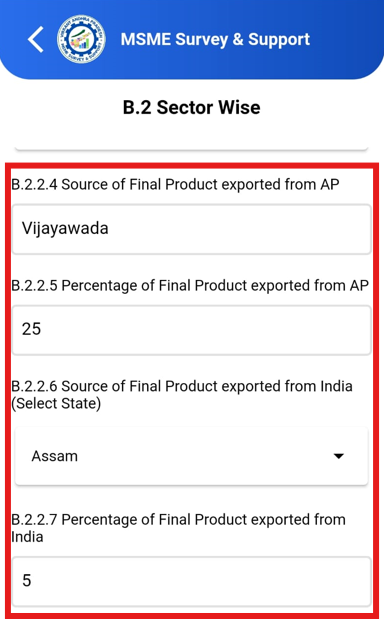 MSME Survey & Support
B.2 Sector Wise
B.2.2.4 Source of Final Product exported from AP
Vijayawada
B.2.2.5 Percentage of Final Product exported from AP
25
B.2.2.6 Source of Final Product exported from India
(Select State)
Assam
B.2.2.7 Percentage of Final Product exported from
India
5